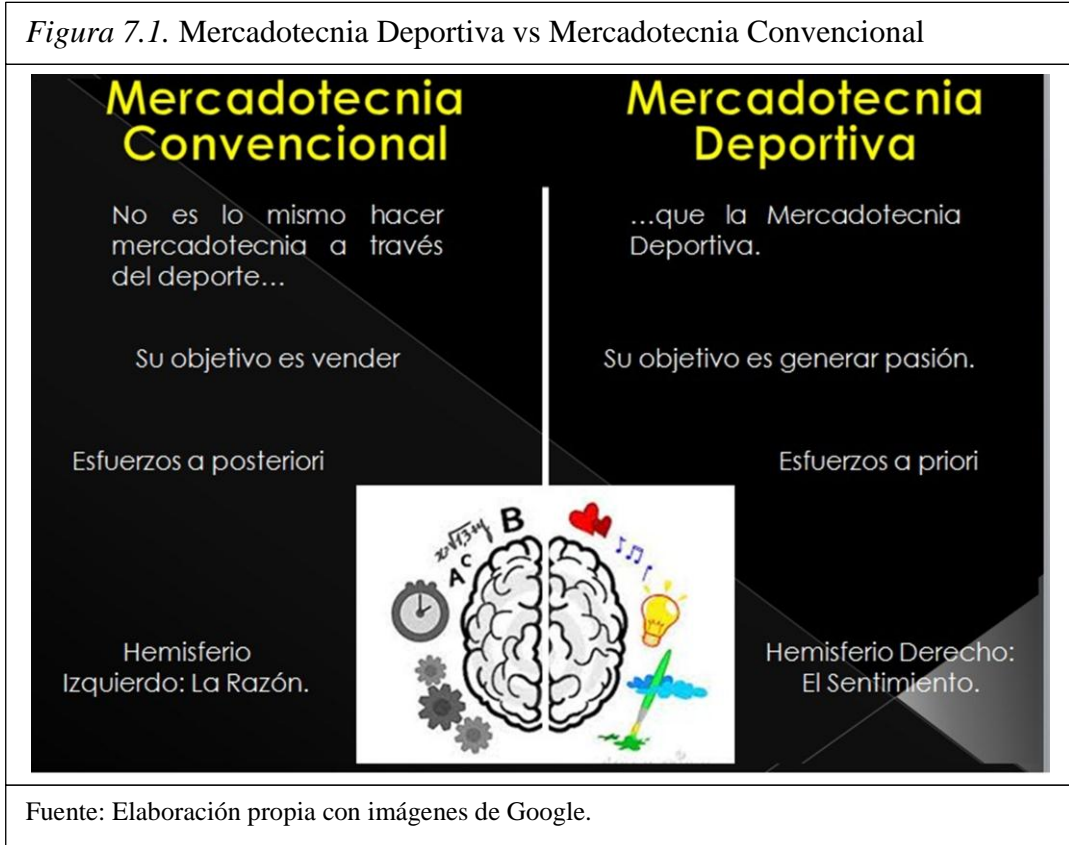 Figura 7.1. Mercadotecnia Deportiva vs Mercadotecnia Convencional
Mercadotecnia
Convencional
No es lo mismo hacer
mercadotecnia a través
del deporte…
Su objetivo es vender
Esfuerzos a posteriori
Hemisferio
Izquierdo: La Razón.
Mercadotecnia
Deportiva
…que la Mercadotecnia
Deportiva.
Su objetivo es generar pasión.
Esfuerzos a priori
Hemisferio Derecho:
El Sentimiento.
B
A C
Fuente: Elaboración propia con imágenes de Google.